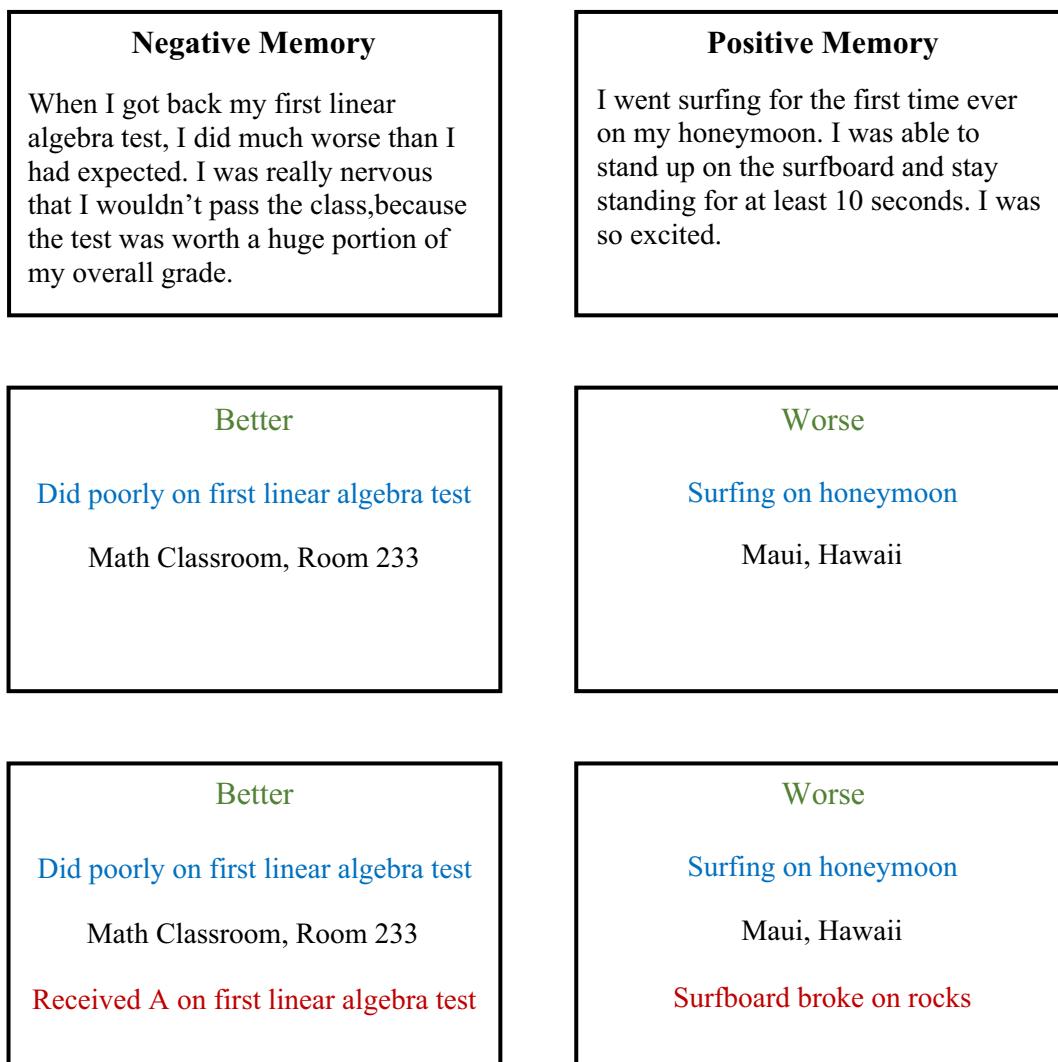 Negative Memory
When I got back my first linear
algebra test, I did much worse than I
had expected. I was really nervous
that I wouldn’t pass the class,because
the test was worth a huge portion of
my overall grade.
Positive Memory
I went surfing for the first time ever
on my honeymoon. I was able to
stand up on the surfboard and stay
standing for at least 10 seconds. I was
so excited.
Better
Did poorly on first linear algebra test
Math Classroom, Room 233
Worse
Surfing on honeymoon
Maui, Hawaii
Better
Did poorly on first linear algebra test
Math Classroom, Room 233
Received A on first linear algebra test
Worse
Surfing on honeymoon
Maui, Hawaii
Surfboard broke on rocks